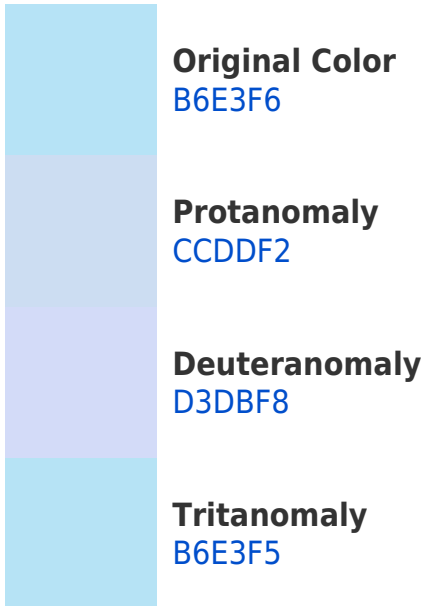 Original Color
B6E3F6
Protanomaly
CCDDF2
Deuteranomaly
D3DBF8
Tritanomaly
B6E3F5